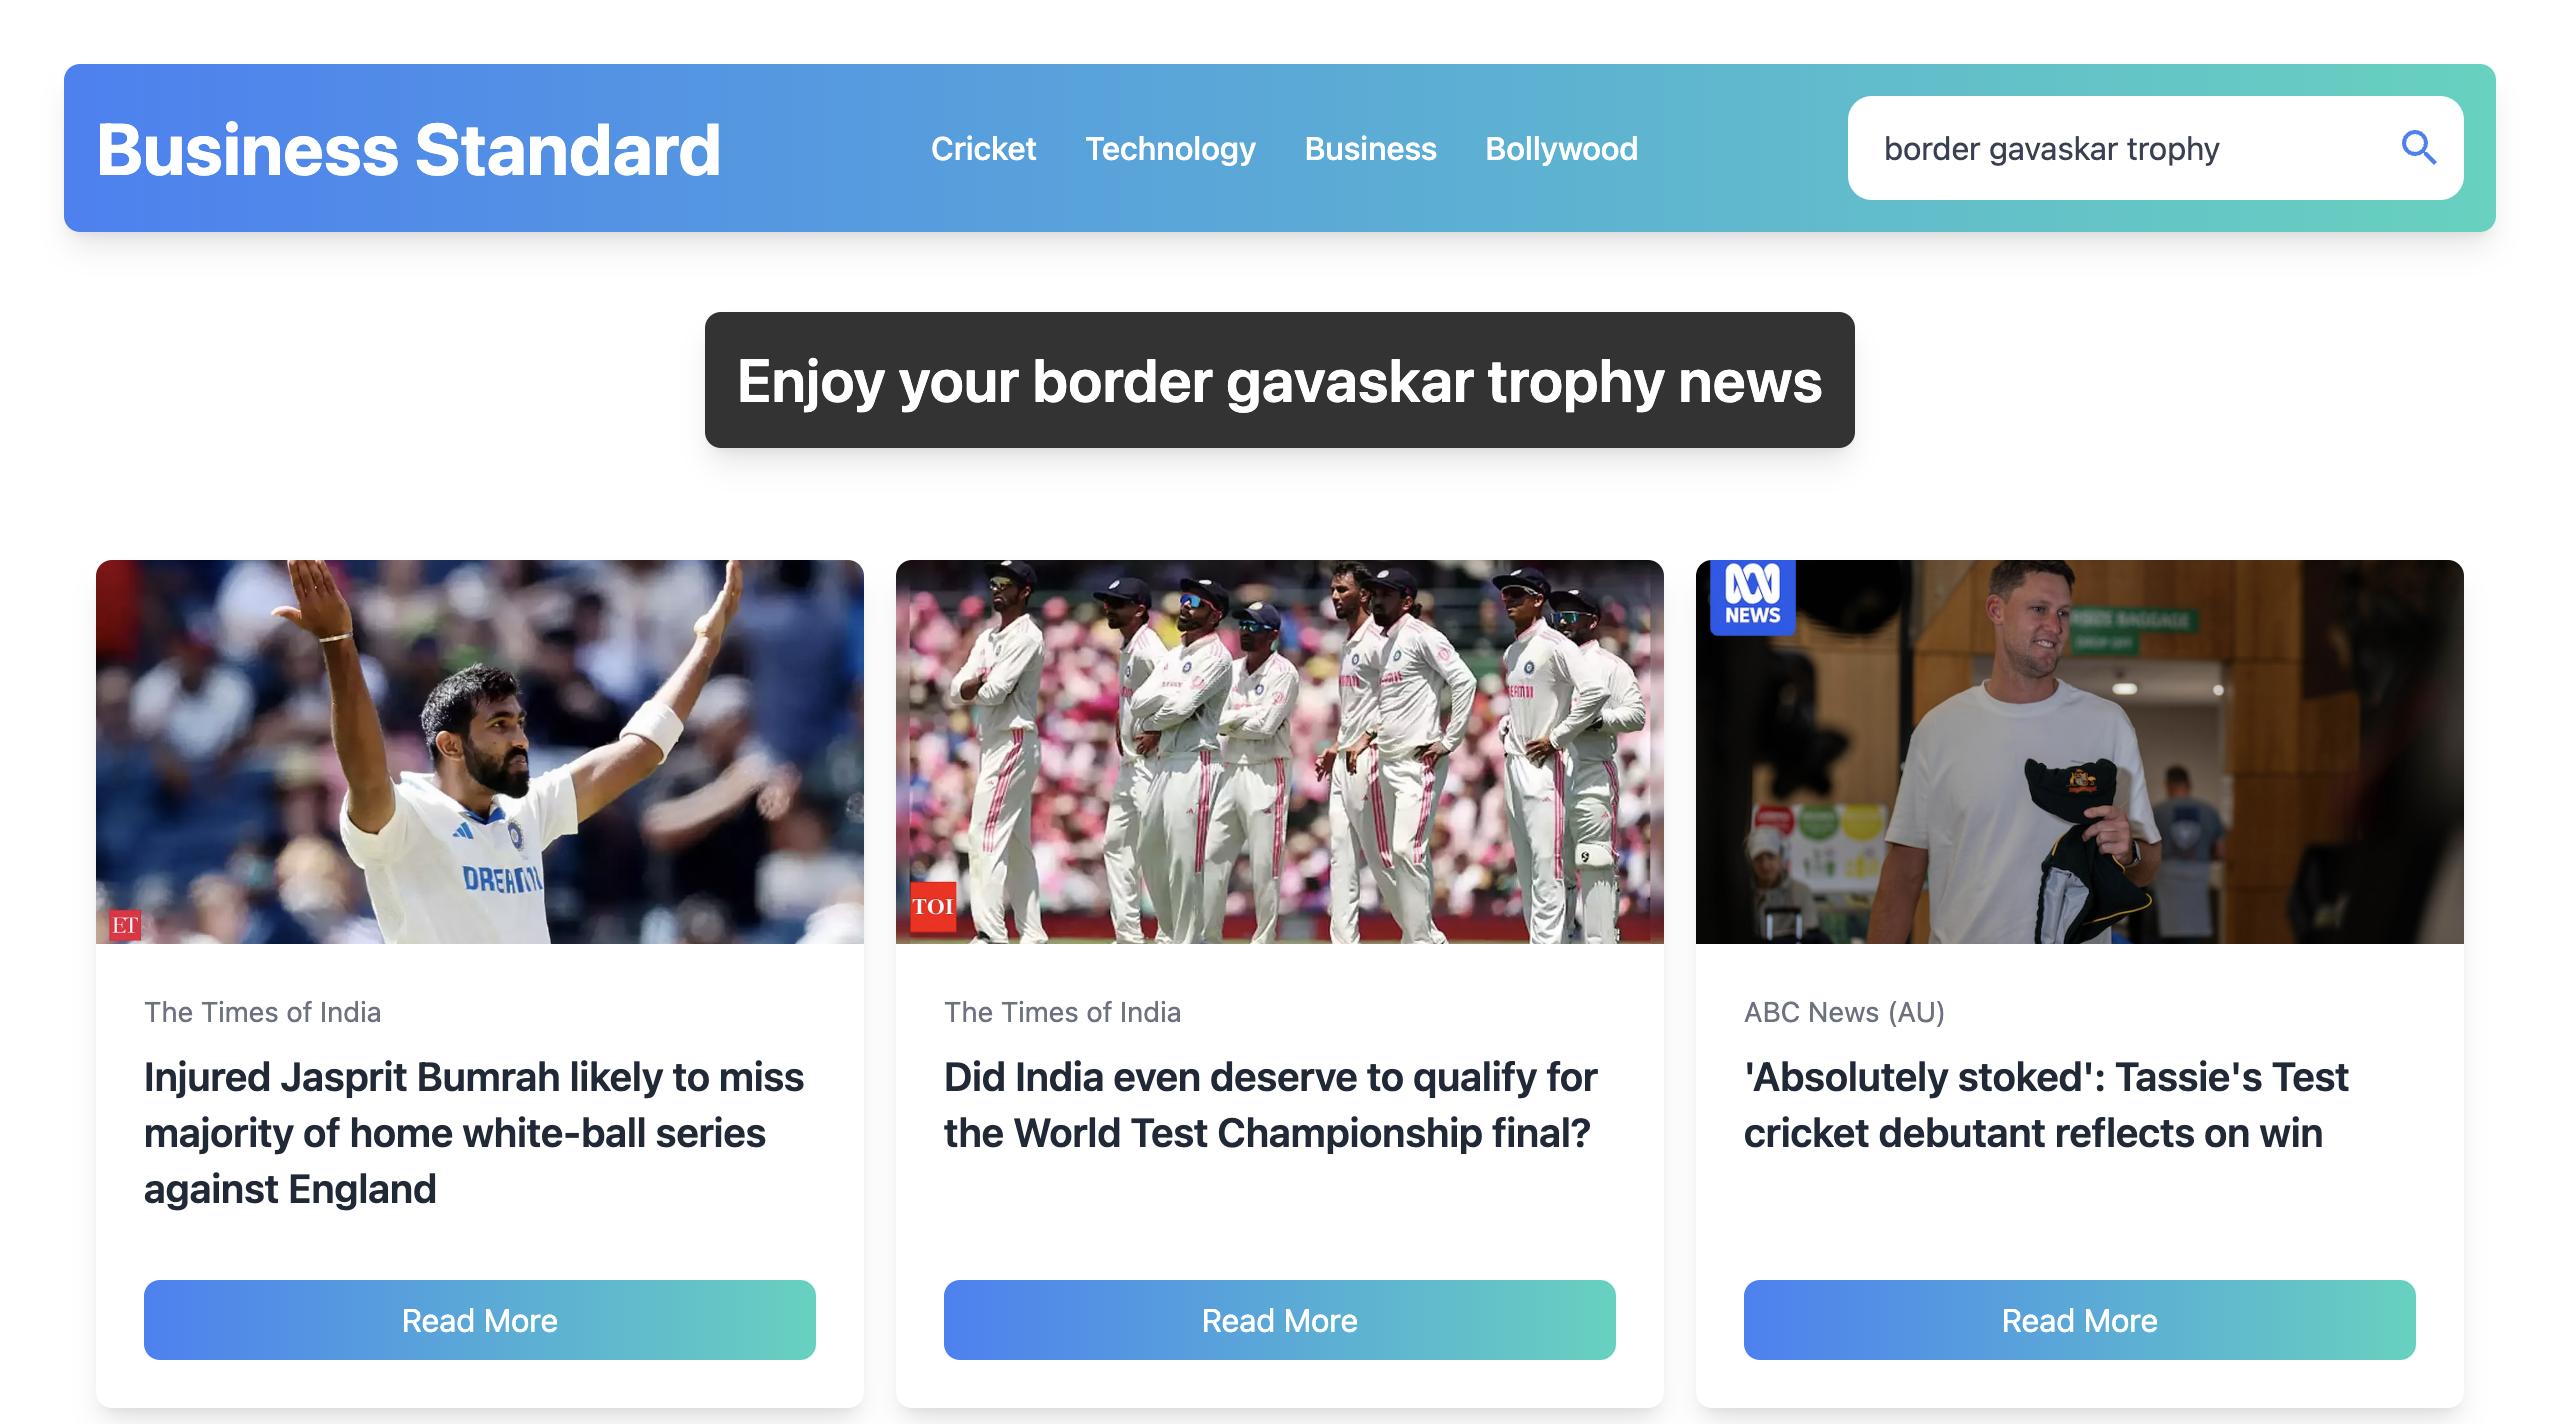 Business Standard
Cricket Technology Business Bollywood
border gavaskar trophy
Enjoy your border gavaskar trophy news
NEWS
DREAM11
ET
TOI
The Times of India
Injured Jasprit Bumrah likely to miss
majority of home white-ball series
against England
Read More
The Times of India
Did India even deserve to qualify for
the World Test Championship final?
Read More
ABC News (AU)
'Absolutely stoked': Tassie's Test
cricket debutant reflects on win
Read More